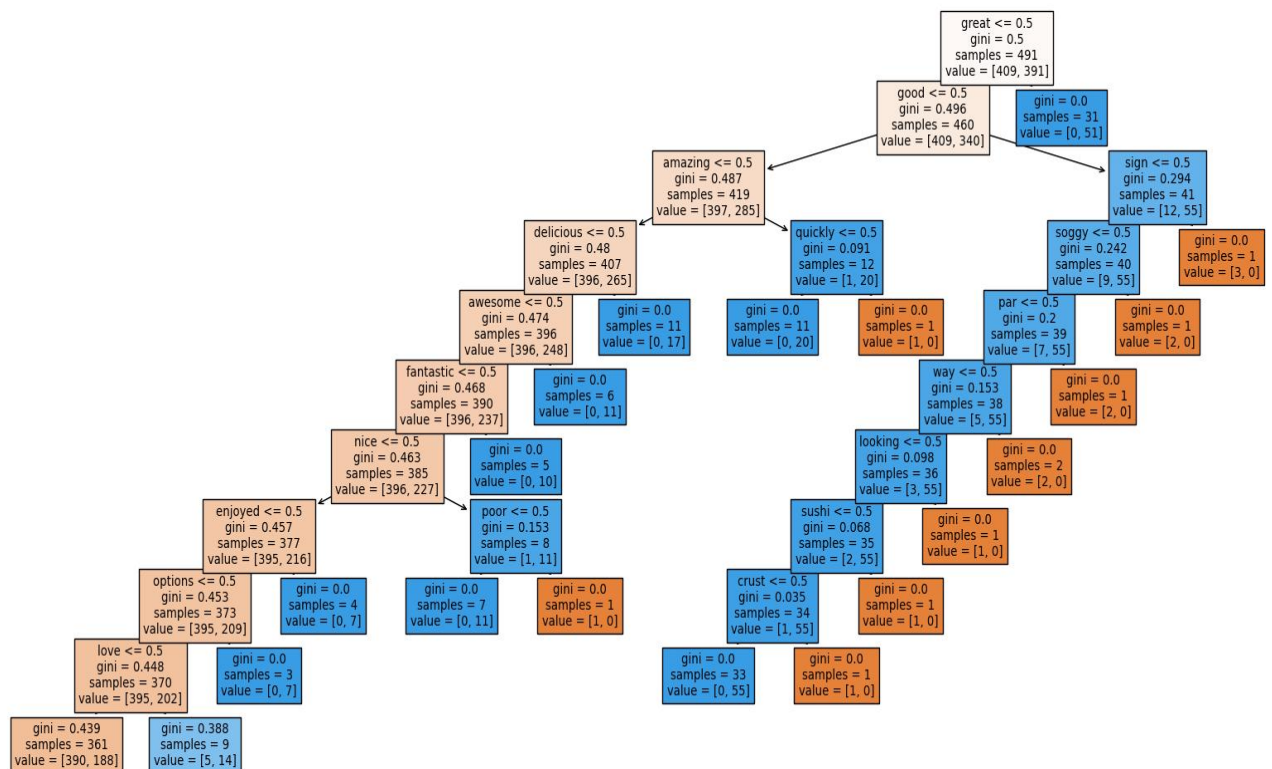 great <= 0.5
gini = 0.5
samples = 491
value = [409, 391]
good <= 0.5
gini = 0.496
samples = 460
value = [409, 340]
gini = 0.0
samples = 31
value = [0, 51]
amazing <= 0.5
gini = 0.487
samples = 419
value = [397, 285]
sign <= 0.5
gini = 0.294
samples = 41
value = [12, 55]
delicious <= 0.5
gini = 0.48
samples = 407
value = [396, 265]
quickly <= 0.5
gini = 0.091
samples = 12
value = [1, 20]
soggy <= 0.5
gini = 0.242
samples = 40
value = [9, 55]
gini = 0.0
samples = 1
value = [3, 0]
awesome <= 0.5
gini = 0.474
samples = 396
value = [396, 248]
gini = 0.0
samples = 11
value = [0, 17]
gini = 0.0
samples = 11
value = [0, 20]
gini = 0.0
samples = 1
value = [1, 0]
par <= 0.5
gini = 0.2
samples = 39
value = [7, 55]
gini = 0.0
samples = 1
value = [2, 0]
fantastic <= 0.5
gini = 0.468
samples = 390
value = [396, 237]
gini = 0.0
samples = 6
value = [0, 11]
way <= 0.5
gini = 0.153
samples = 38
value = [5, 55]
gini = 0.0
samples = 1
value = [2, 0]
nice <= 0.5
gini = 0.463
samples = 385
value = [396, 227]
gini = 0.0
samples = 5
value = [0, 10]
looking <= 0.5
gini = 0.098
samples = 36
value = [3, 55]
gini = 0.0
samples = 2
value = [2, 0]
enjoyed <= 0.5
gini = 0.457
samples = 377
value = [395, 216]
poor <= 0.5
gini = 0.153
samples = 8
value = [1, 11]
sushi <= 0.5
gini = 0.068
samples = 35
value = [2, 55]
gini = 0.0
samples = 1
value = [1, 0]
options <= 0.5
gini = 0.453
samples = 373
value = [395, 209]
gini = 0.0
samples = 4
value = [0, 7]
gini = 0.0
samples = 7
value = [0, 11]
gini = 0.0
samples = 1
value = [1, 0]
crust <= 0.5
gini = 0.035
samples = 34
value = [1, 55]
gini = 0.0
samples = 1
value = [1, 0]
love <= 0.5
gini = 0.448
samples = 370
value = [395, 202]
gini = 0.0
samples = 3
value = [0, 7]
gini = 0.0
samples = 33
value = [0, 55]
gini = 0.0
samples = 1
value = [1, 0]
gini = 0.439
samples = 361
value = [390, 188]
gini = 0.388
samples = 9
value = [5, 14]